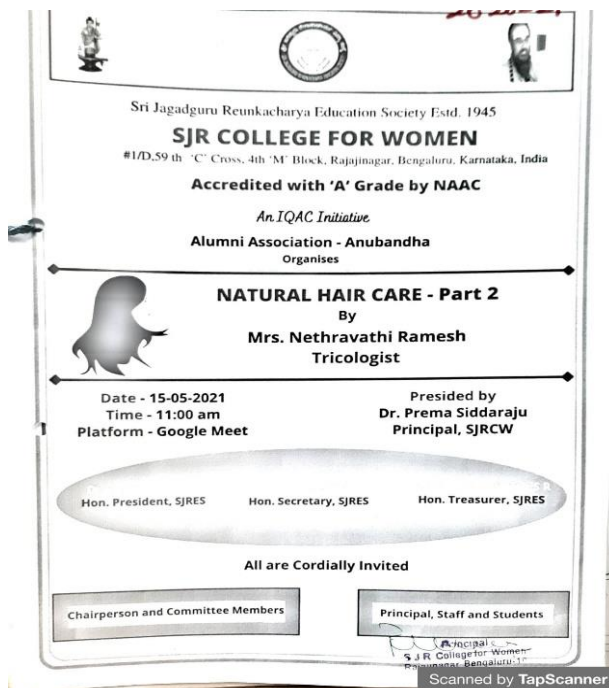 Sri Jagadguru Reunkacharya Education Society Estd. 1945
SJR COLLEGE FOR WOMEN
#1/D,59 th 'C' Cross, 4th 'M' Block, Rajajinagar, Bengaluru, Karnataka, India
Accredited with 'A' Grade by NAAC
An IQAC Initiative
Alumni Association - Anubandha
Organises
NATURAL HAIR CARE - Part 2
By
Mrs. Nethravathi Ramesh
Tricologist
Date - 15-05-2021
Time - 11:00 am
Platform - Google Meet
Presided by
Dr. Prema Siddaraju
Principal, SJRCW
Hon. President, SJRES
Hon. Secretary, SJRES
Hon. Treasurer, SJRES
All are Cordially Invited
Chairperson and Committee Members
Principal, Staff and Students
Principal
S J R College for Women
Rajajinagar Bengaluru-10
Scanned by TapScanner